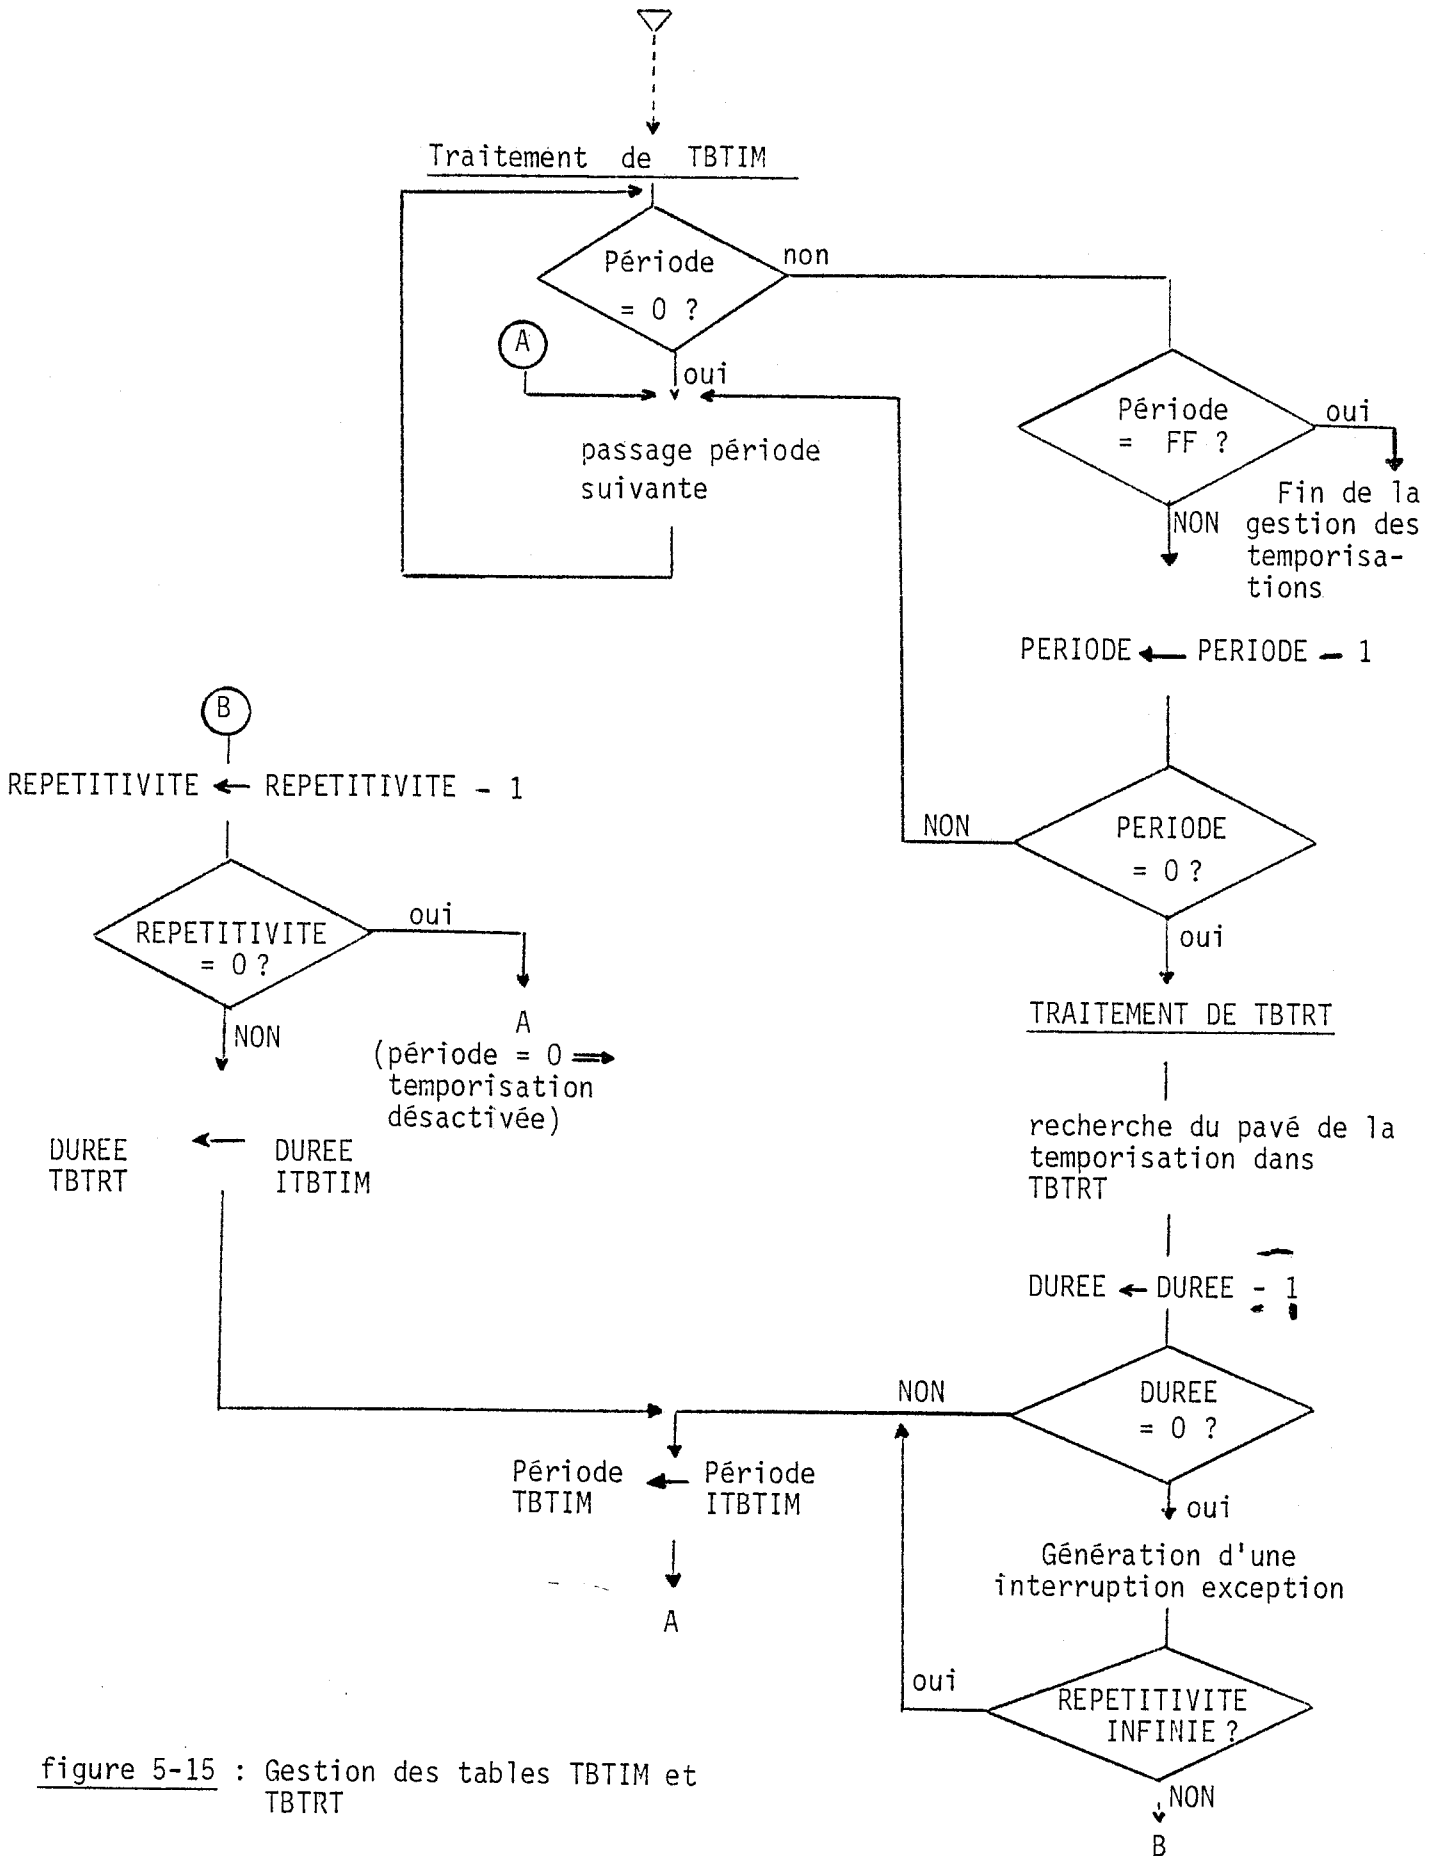 Traitement de TBTIM
Période
= 0 ?
non
A
oui
passage période
suivante
Période
= FF ?
oui
Fin de la
gestion des
temporisa-
tions
NON
PERIODE ← PERIODE - 1
PERIODE
= 0 ?
NON
oui
TRAITEMENT DE TBTRT
recherche du pavé de la
temporisation dans
TBTRT
DUREE ← DUREE - 1
DUREE
= 0 ?
NON
oui
Génération d'une
interruption exception
REPETITIVITE
INFINIE ?
oui
NON
B
B
REPETITIVITE ← REPETITIVITE - 1
REPETITIVITE
= 0 ?
oui
A
(période = 0 ⇒
temporisation
désactivée)
NON
DUREE ← DUREE
TBTRT ITBTIM
Période ← Période
TBTIM ITBTIM
A
figure 5-15 : Gestion des tables TBTIM et
TBTRT